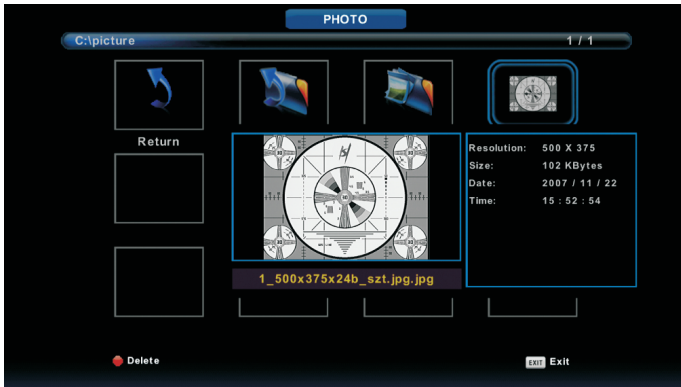 PHOTO
C:\picture 1 / 1
Return
Resolution: 500 X 375
Size: 102 KBytes
Date: 2007 / 11 / 22
Time: 15 : 52 : 54
1_500x375x24b_szt.jpg.jpg
Delete EXIT Exit